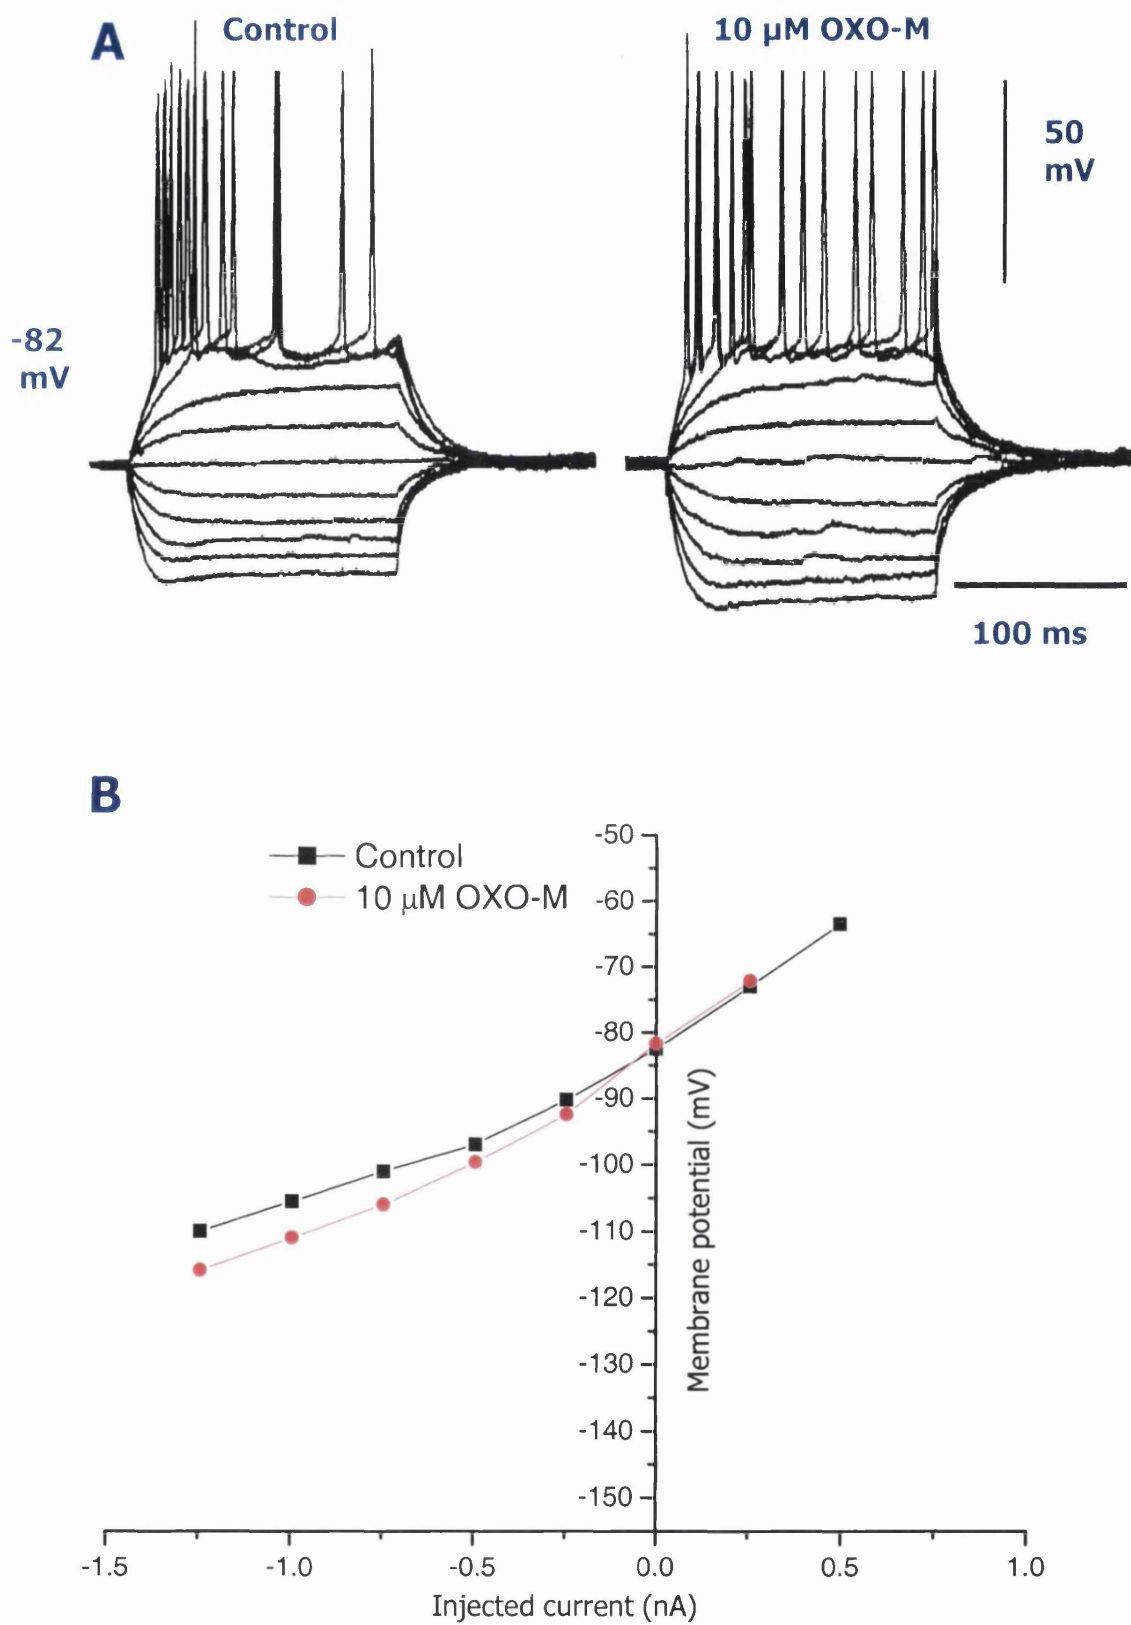 A
Control
10 µM OXO-M
50
mV
-82
mV
100 ms
B
Control
10 µM OXO-M
-50
-60
-70
-80
-90
-100
-110
-120
-130
-140
-150
Membrane potential (mV)
-1.5
-1.0
-0.5
0.0
0.5
1.0
Injected current (nA)